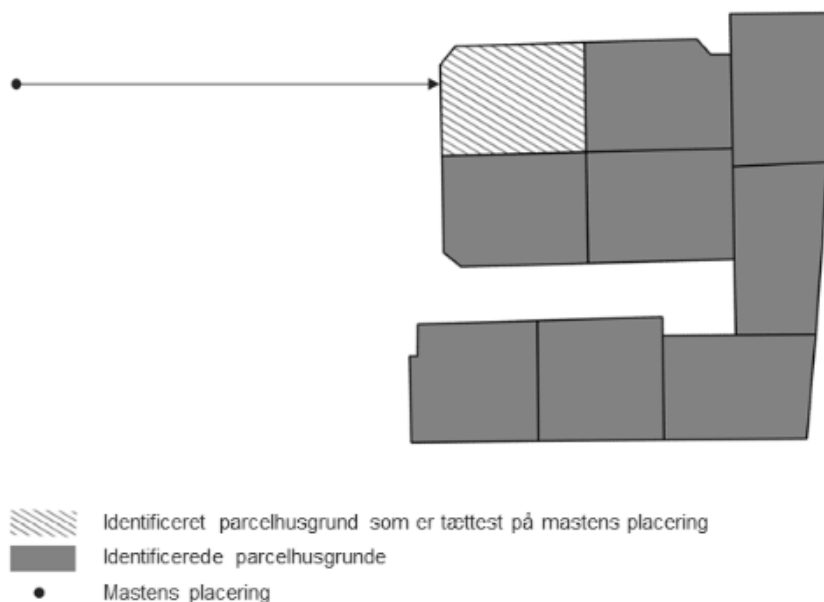 Identificeret parcelhusgrund som er tættest på mastens placering
Identificerede parcelhusgrunde
Mastens placering